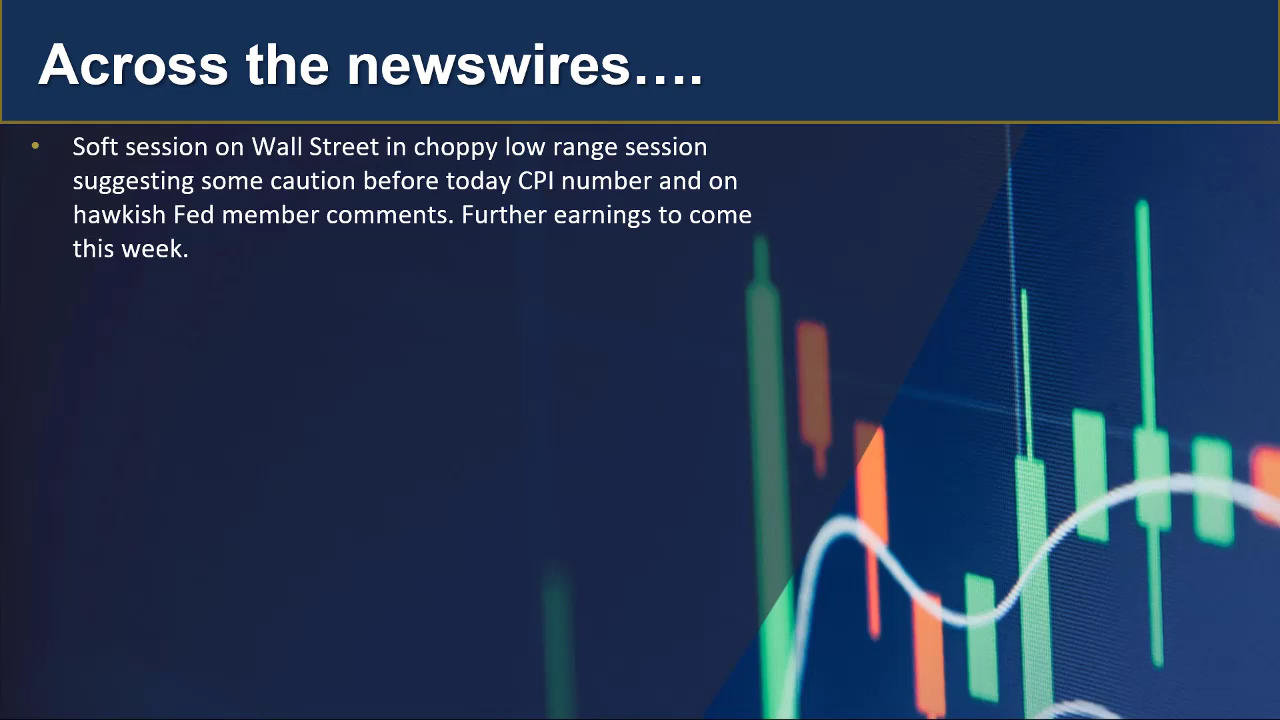 Across the newswires….
• Soft session on Wall Street in choppy low range session
suggesting some caution before today CPI number and on
hawkish Fed member comments. Further earnings to come
this week.